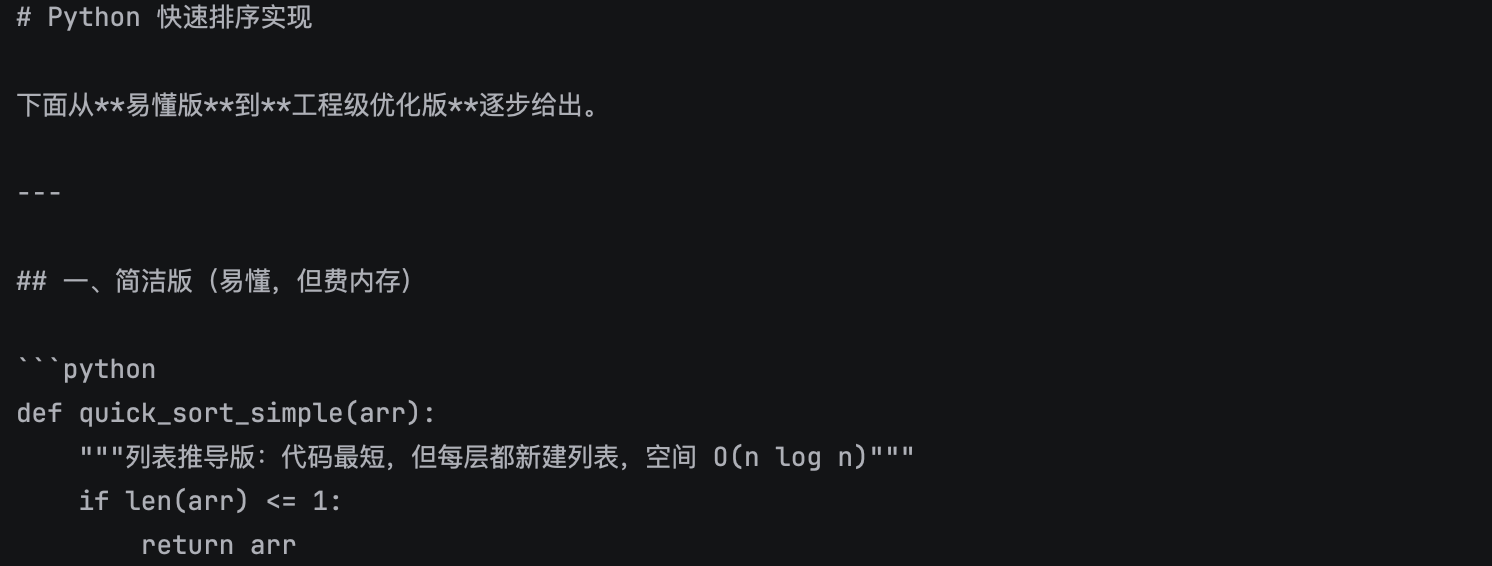 # Python 快速排序实现
下面从**易懂版**到**工程级优化版**逐步给出。
---
## 一、简洁版（易懂，但费内存）
```python
def quick_sort_simple(arr):
    """列表推导版：代码最短，但每层都新建列表，空间 O(n log n)"""
    if len(arr) <= 1:
        return arr